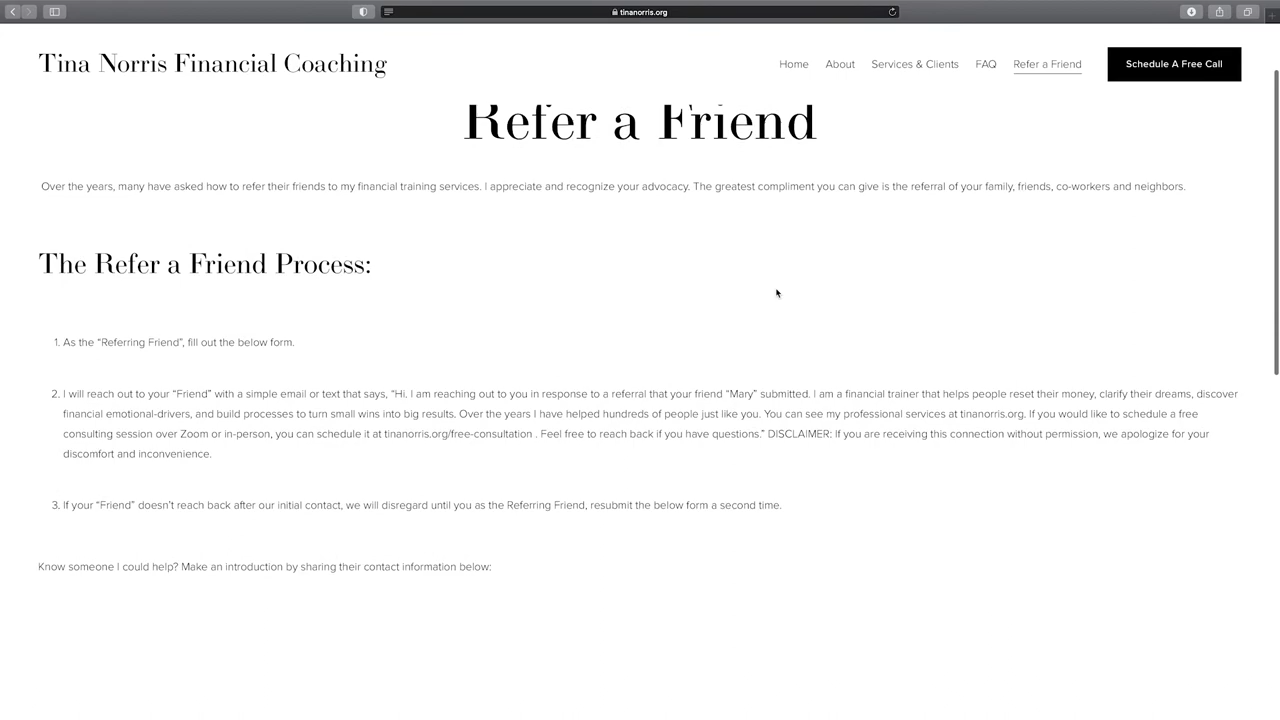 tinanorris.org
Tina Norris Financial Coaching
Home About Services & Clients FAQ Refer a Friend Schedule A Free Call
Refer a Friend
Over the years, many have asked how to refer their friends to my financial training services. I appreciate and recognize your advocacy. The greatest compliment you can give is the referral of your family, friends, co-workers and neighbors.
The Refer a Friend Process:
1. As the “Referring Friend”, fill out the below form.
2. I will reach out to your “Friend” with a simple email or text that says, “Hi. I am reaching out to you in response to a referral that your friend “Mary” submitted. I am a financial trainer that helps people reset their money, clarify their dreams, discover
financial emotional-drivers, and build processes to turn small wins into big results. Over the years I have helped hundreds of people just like you. You can see my professional services at tinanorris.org. If you would like to schedule a free
consulting session over Zoom or in-person, you can schedule it at tinanorris.org/free-consultation . Feel free to reach back if you have questions.” DISCLAIMER: If you are receiving this connection without permission, we apologize for your
discomfort and inconvenience.
3. If your “Friend” doesn’t reach back after our initial contact, we will disregard until you as the Referring Friend, resubmit the below form a second time.
Know someone I could help? Make an introduction by sharing their contact information below: